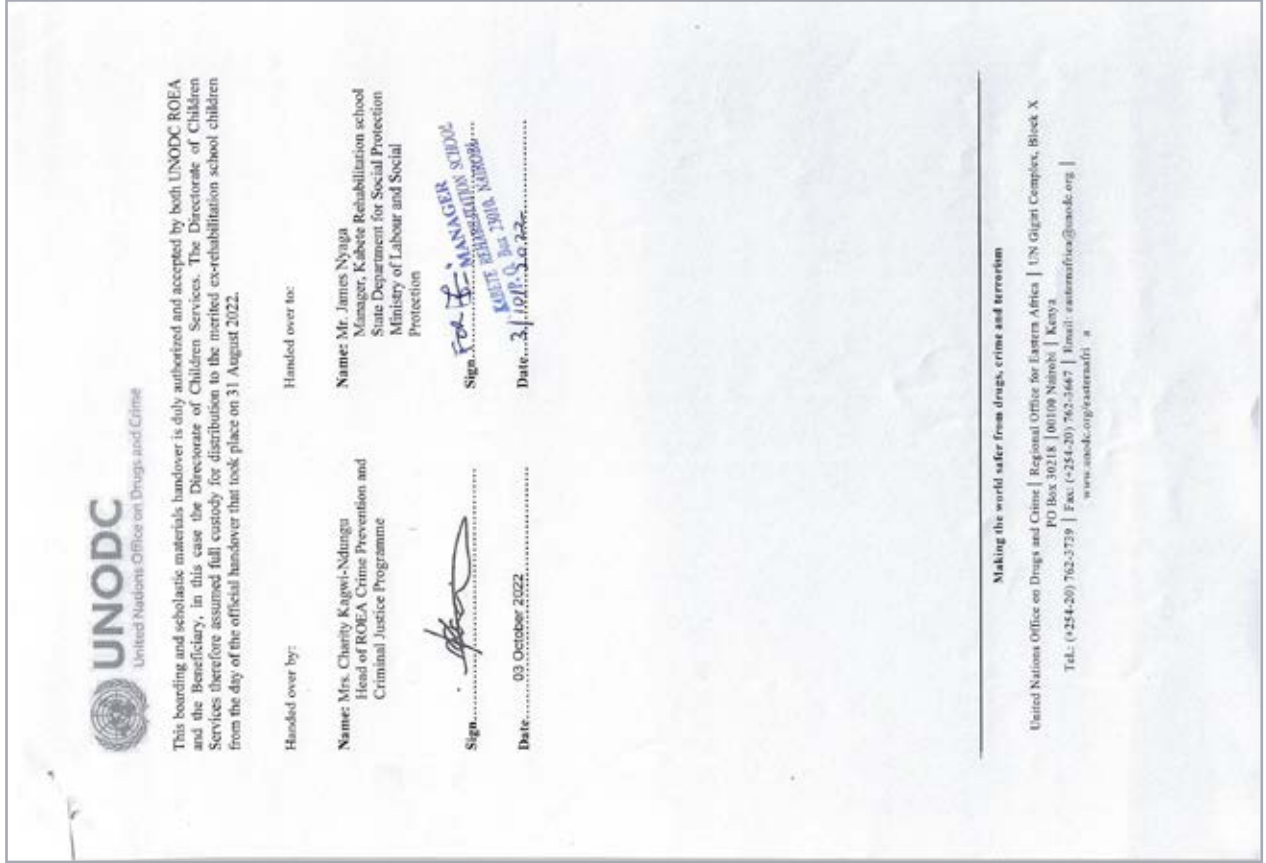 UNODC
United Nations Office on Drugs and Crime
This boarding and scholastic materials handover is duly authorized and accepted by both UNODC ROEA
and the Beneficiary, in this case the Directorate of Children Services. The Directorate of Children
Services therefore assumed full custody for distribution to the merited ex-rehabilitation school children
from the day of the official handover that took place on 31 August 2022.
Handed over by:
Name: Mrs. Charity Kagwi-Ndungu
Head of ROEA Crime Prevention and
Criminal Justice Programme
Sign
Date 03 October 2022
Handed over to:
Name: Mr. James Nyaga
Manager, Kabete Rehabilitation school
State Department for Social Protection
Ministry of Labour and Social
Protection
Sign For
MANAGER
KABETE REHABILITATION SCHOOL
P.O. Box 23010, NAIROBI
Date 3/10/2022
Making the world safer from drugs, crime and terrorism
United Nations Office on Drugs and Crime | Regional Office for Eastern Africa | UN Gigiri Complex, Block X
PO Box 30218 | 00100 Nairobi | Kenya
Tel.: (+254-20) 762-3739 | Fax: (+254-20) 762-3667 | Email: easternafrica@unodc.org |
www.unodc.org/easternafri a